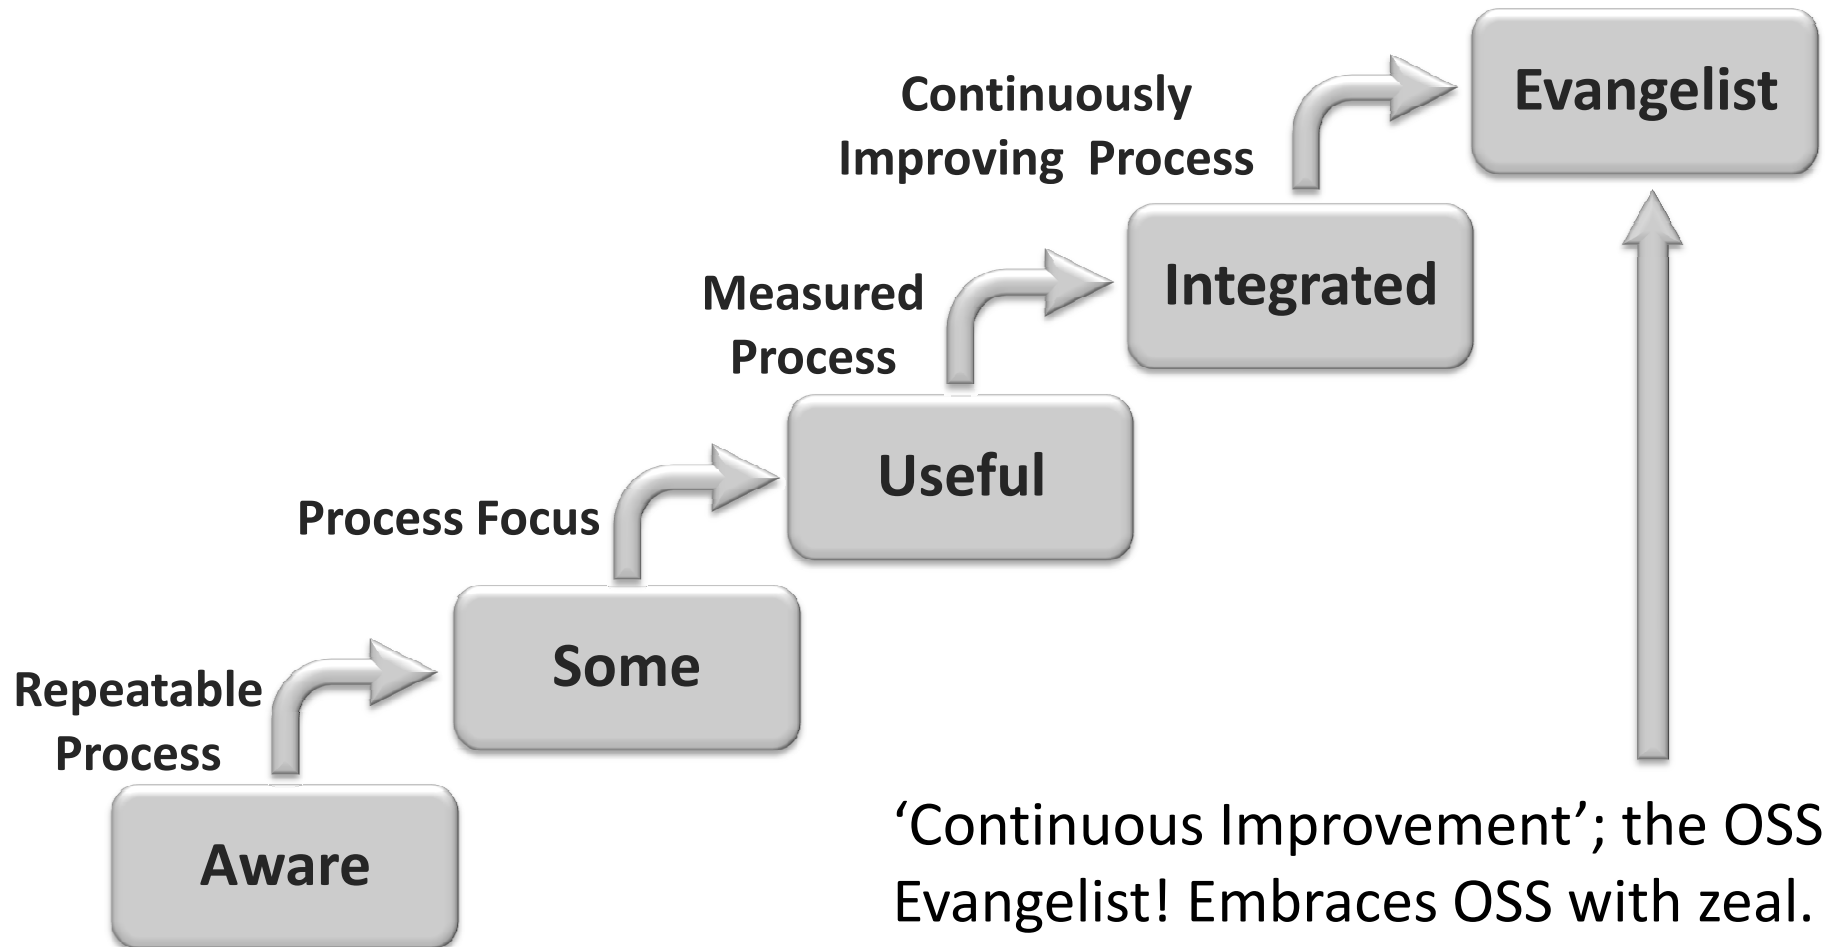 Continuously
Improving Process
Evangelist
Measured
Process
Integrated
Process Focus
Useful
Repeatable
Process
Some
Aware
‘Continuous Improvement’; the OSS
Evangelist! Embraces OSS with zeal.